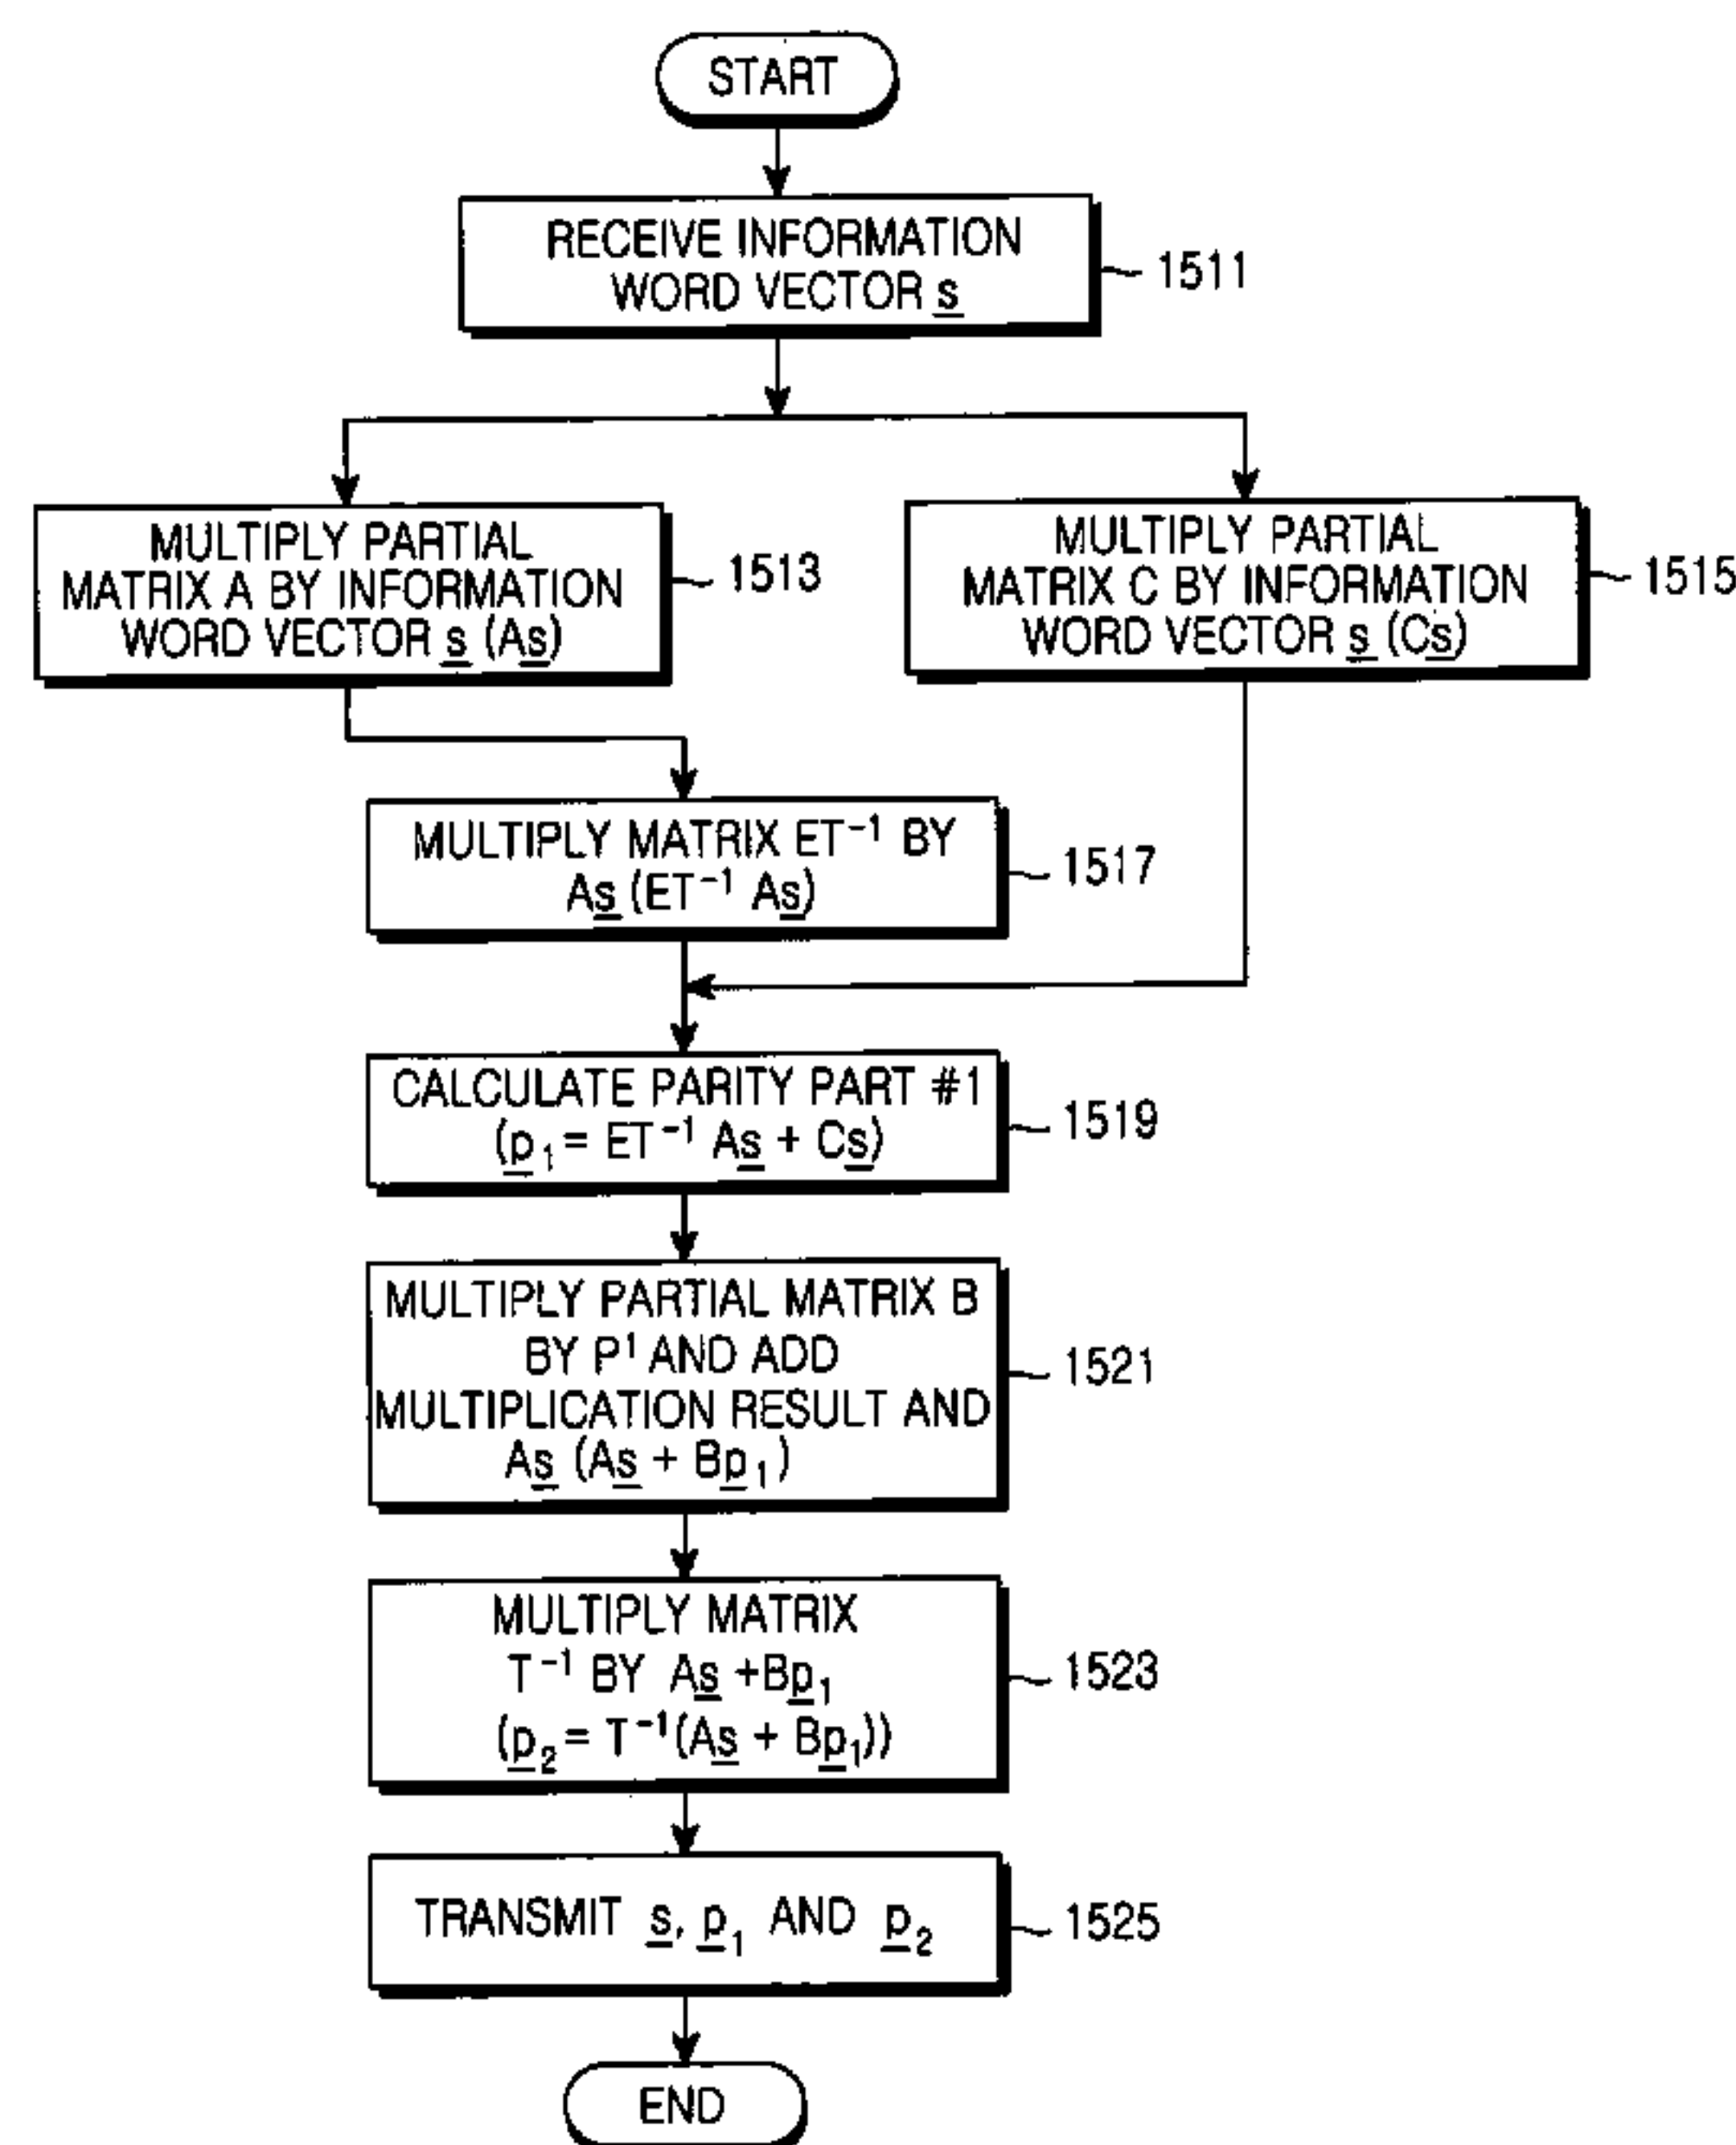 START
RECEIVE INFORMATION
WORD VECTOR s
1511
MULTIPLY PARTIAL
MATRIX A BY INFORMATION
WORD VECTOR s (As)
1513
MULTIPLY PARTIAL
MATRIX C BY INFORMATION
WORD VECTOR s (Cs)
1515
MULTIPLY MATRIX ET⁻¹ BY
As (ET⁻¹ As)
1517
CALCULATE PARITY PART #1
(p₁ = ET⁻¹ As + Cs)
1519
MULTIPLY PARTIAL MATRIX B
BY P¹ AND ADD
MULTIPLICATION RESULT AND
As (As + Bp₁)
1521
MULTIPLY MATRIX
T⁻¹ BY As +Bp₁
(p₂ = T⁻¹(As + Bp₁))
1523
TRANSMIT s, p₁ AND p₂
1525
END